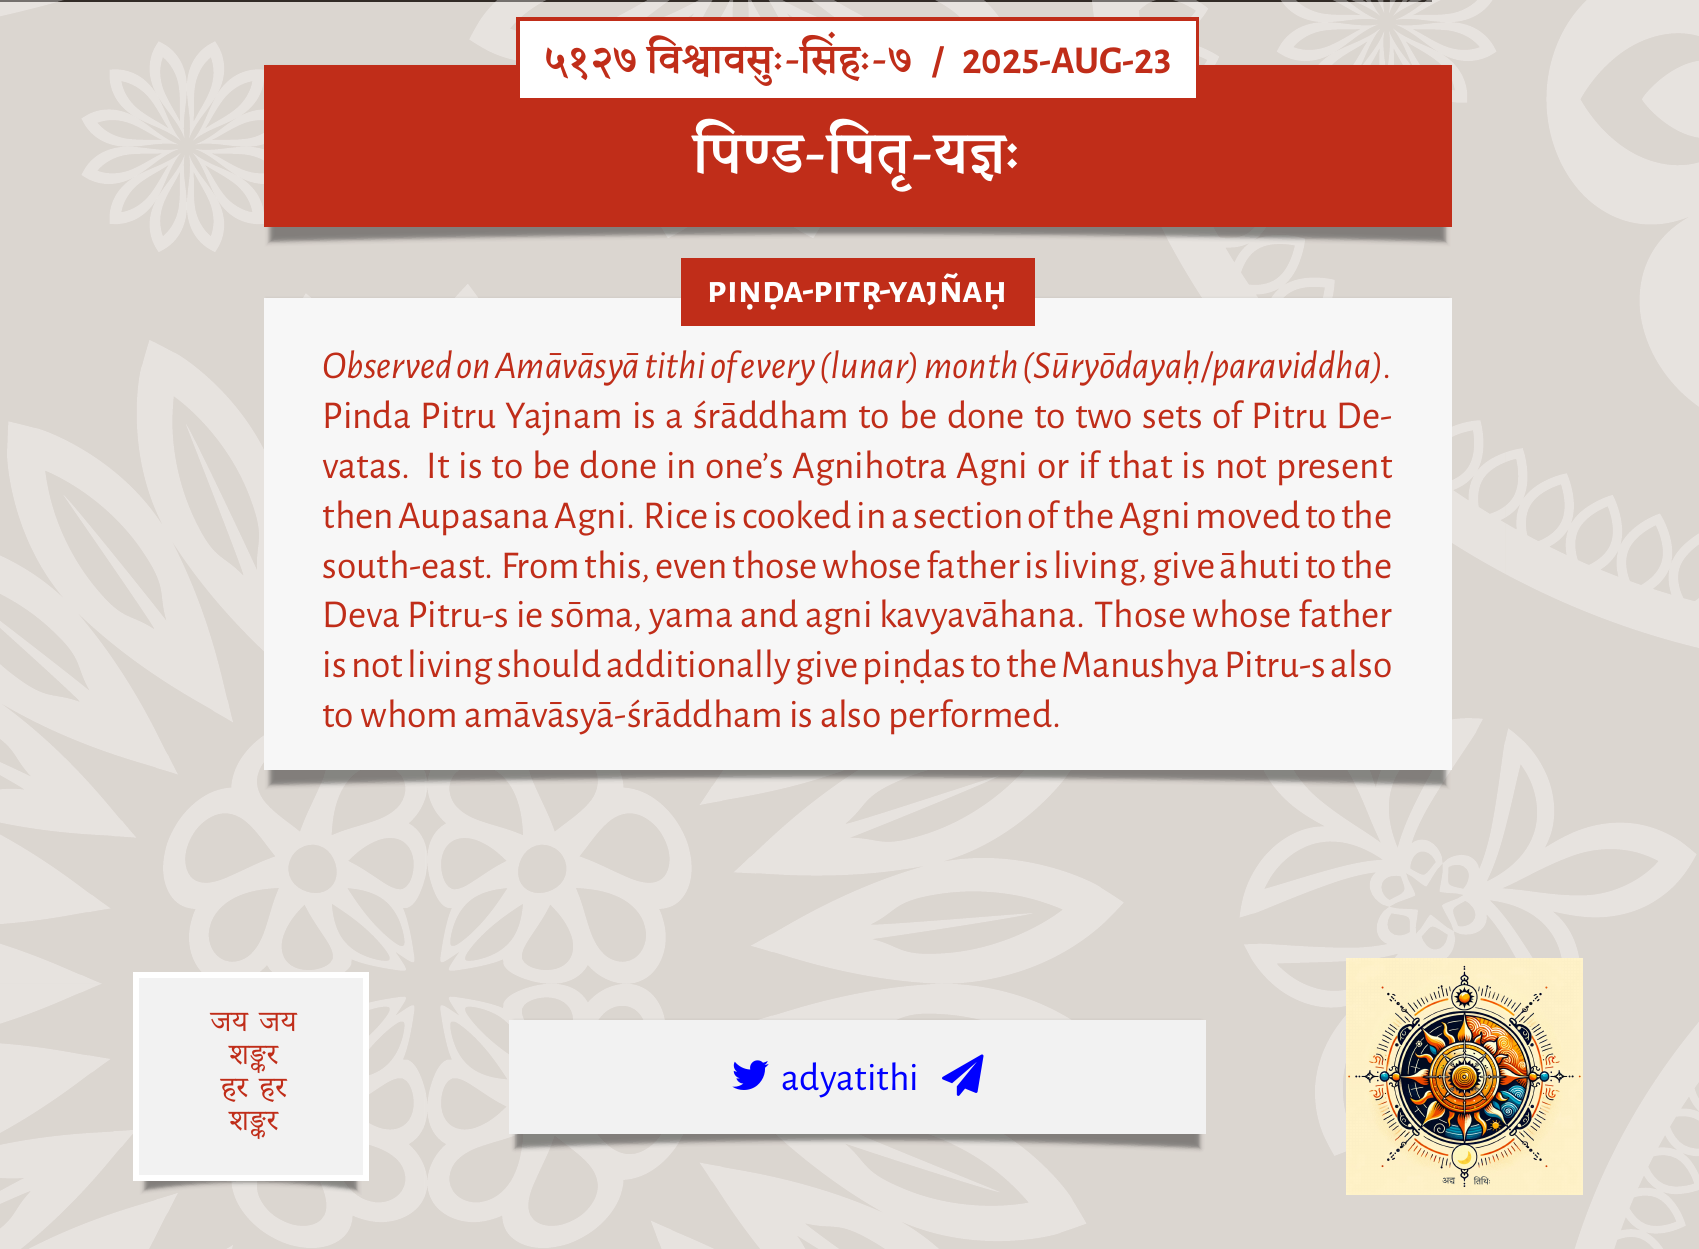 ५१२७ विश्वावसुः-सिंहः-७ / 2025-AUG-23
पिण्ड-पितृ-यज्ञः
PIṆḌA-PITṚ-YAJÑAḤ
Observed on Amāvāsyā tithi of every (lunar) month (Sūryōdayaḥ/paraviddha).
Pinda Pitru Yajnam is a śrāddham to be done to two sets of Pitru De-
vatas. It is to be done in one’s Agnihotra Agni or if that is not present
then Aupasana Agni. Rice is cooked in a section of the Agni moved to the
south-east. From this, even those whose father is living, give āhuti to the
Deva Pitru-s ie sōma, yama and agni kavyavāhana. Those whose father
is not living should additionally give piṇḍas to the Manushya Pitru-s also
to whom amāvāsyā-śrāddham is also performed.
जय जय
शङ्कर
हर हर
शङ्कर
adyatithi
अद्य तिथिः